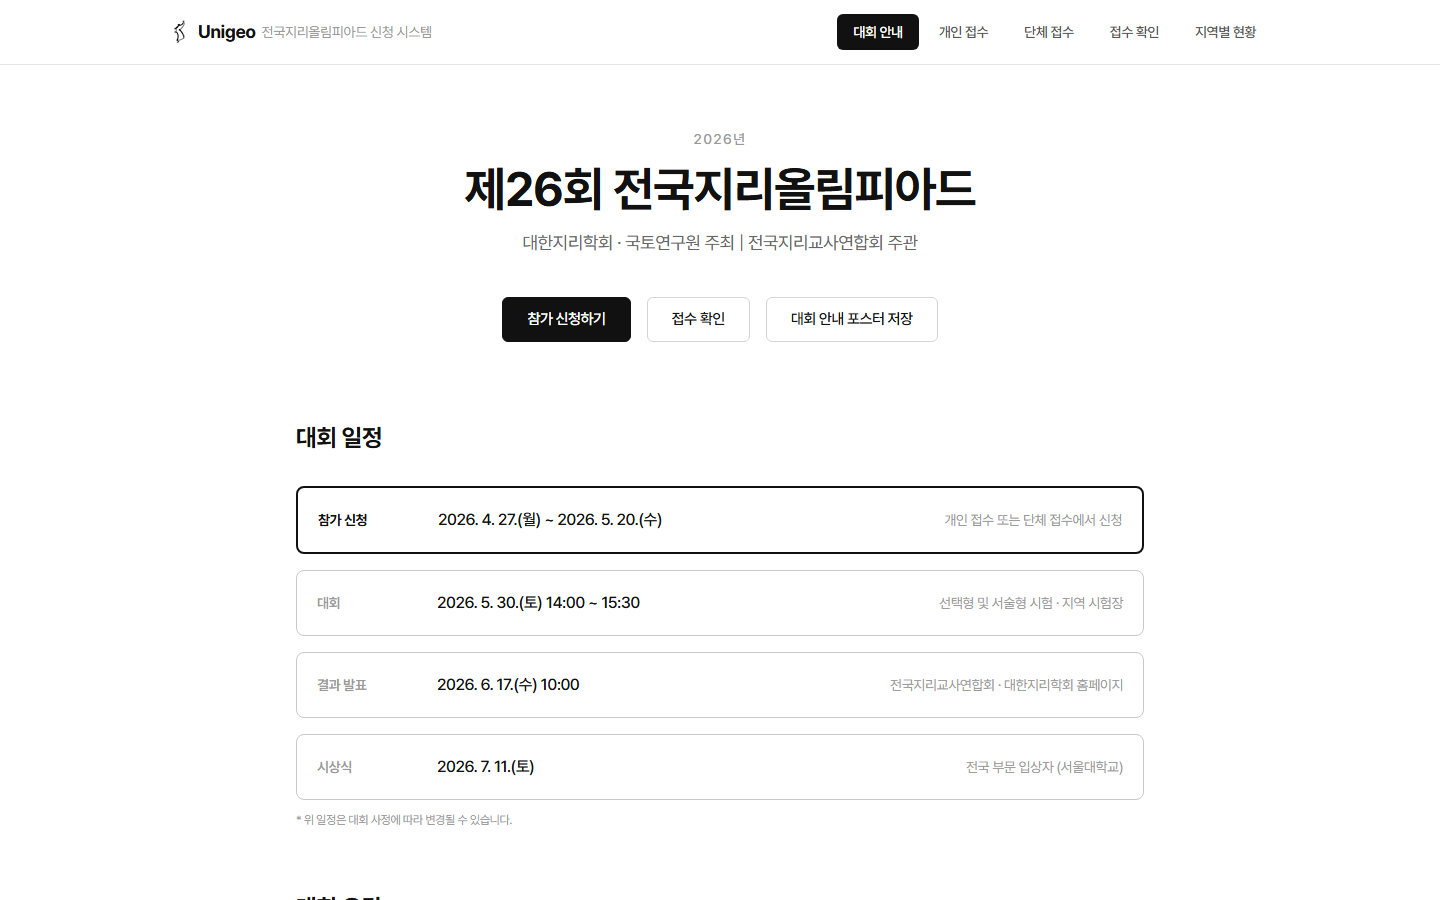 Unigeo 전국지리올림피아드 신청 시스템
대회 안내
개인 접수
단체 접수
접수 확인
지역별 현황
2026년
제26회 전국지리올림피아드
대한지리학회 · 국토연구원 주최 | 전국지리교사연합회 주관
참가 신청하기
접수 확인
대회 안내 포스터 저장
대회 일정
참가 신청 2026. 4. 27.(월) ~ 2026. 5. 20.(수) 개인 접수 또는 단체 접수에서 신청
대회 2026. 5. 30.(토) 14:00 ~ 15:30 선택형 및 서술형 시험 · 지역 시험장
결과 발표 2026. 6. 17.(수) 10:00 전국지리교사연합회 · 대한지리학회 홈페이지
시상식 2026. 7. 11.(토) 전국 부문 입상자 (서울대학교)
* 위 일정은 대회 사정에 따라 변경될 수 있습니다.